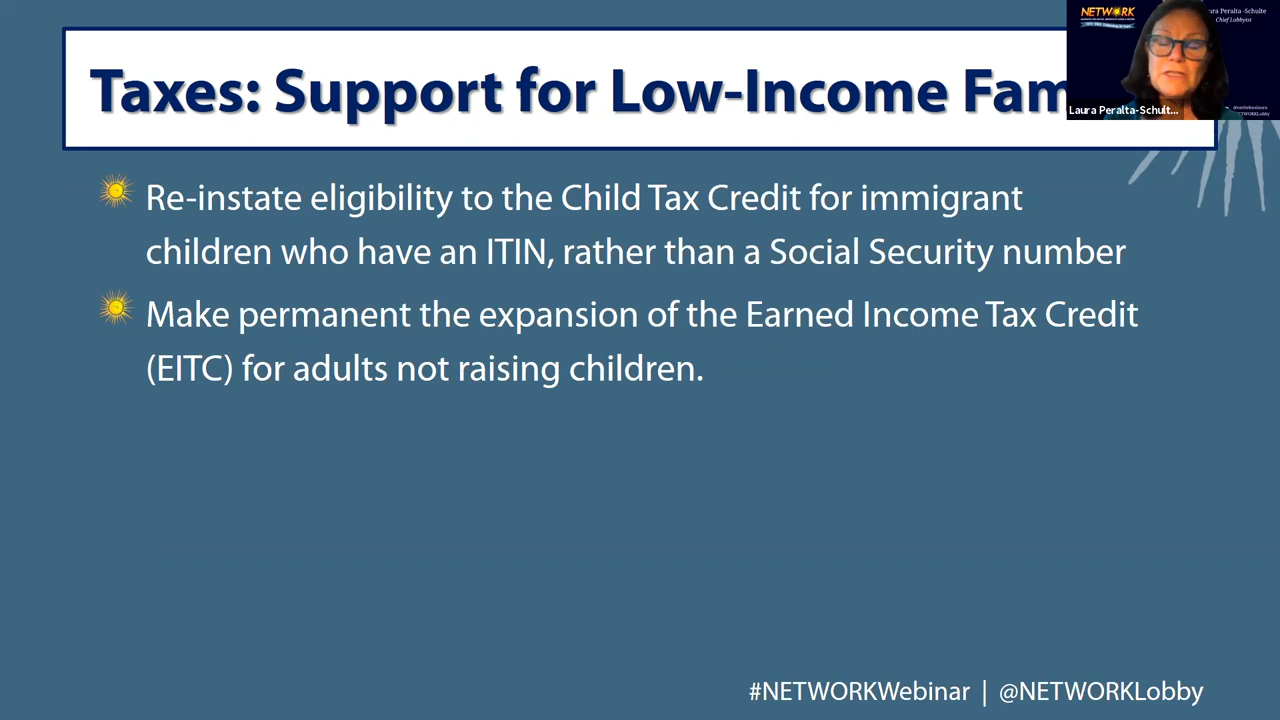 Taxes: Support for Low-Income Fam
NETWORK
Laura Peralta-Schulte
Chief Lobbyist
Laura Peralta-Schult...
Re-instate eligibility to the Child Tax Credit for immigrant
children who have an ITIN, rather than a Social Security number
Make permanent the expansion of the Earned Income Tax Credit
(EITC) for adults not raising children.
#NETWORKWebinar | @NETWORKLobby